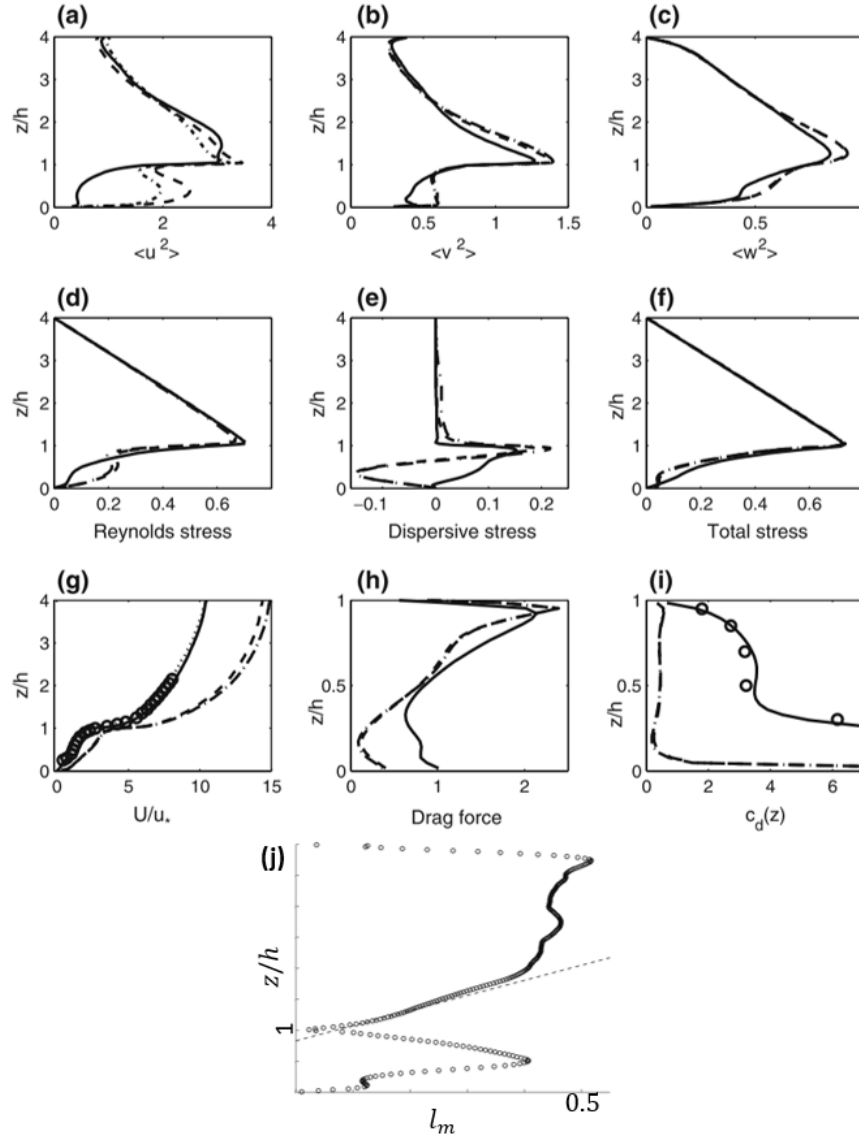 (a) (b) (c)
z/h 4 3 2 1 0
0 2 4
<u²>
z/h 4 3 2 1 0
0 0.5 1 1.5
<v²>
z/h 4 3 2 1 0
0 0.5
<w²>
(d) (e) (f)
z/h 4 3 2 1 0
0 0.2 0.4 0.6
Reynolds stress
z/h 4 3 2 1 0
−0.1 0 0.1 0.2
Dispersive stress
z/h 4 3 2 1 0
0 0.2 0.4 0.6
Total stress
(g) (h) (i)
z/h 4 3 2 1 0
0 5 10 15
U/u*
z/h 1 0.5 0
0 1 2
Drag force
z/h 1 0.5 0
0 2 4 6
c_d(z)
(j)
z/h
1
0.5
l_m